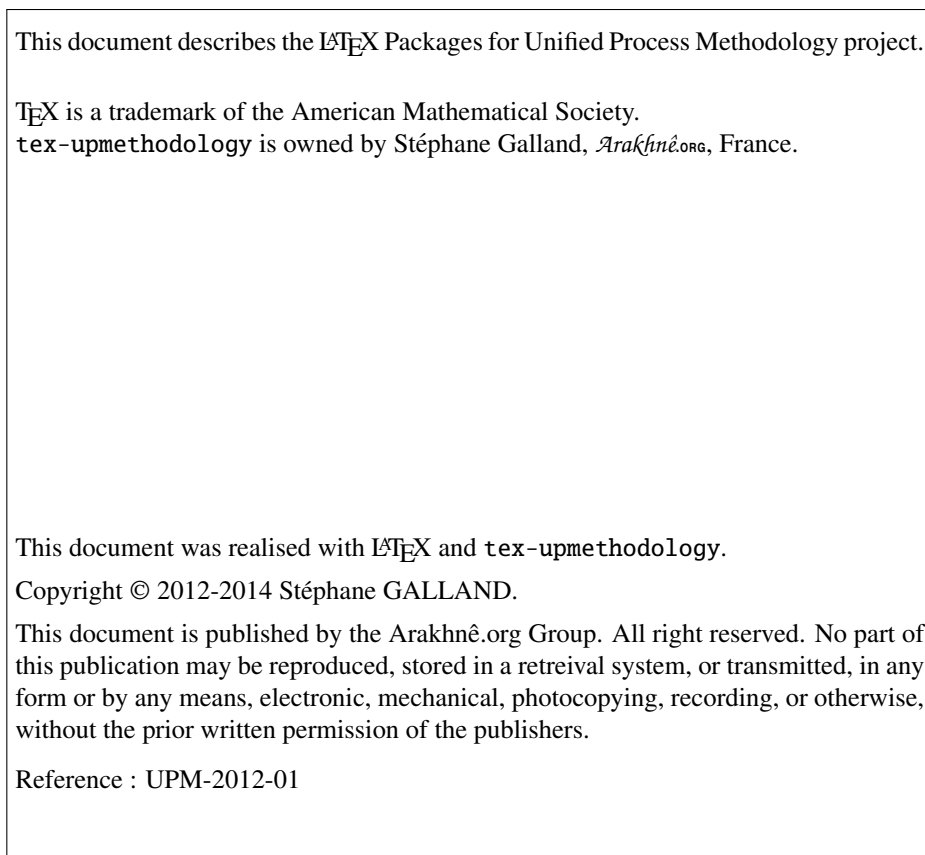 This document describes the LATEX Packages for Unified Process Methodology project.
TEX is a trademark of the American Mathematical Society.
tex-upmethodology is owned by Stéphane Galland, Arakhnê.ORG, France.
This document was realised with LATEX and tex-upmethodology.
Copyright © 2012-2014 Stéphane GALLAND.
This document is published by the Arakhnê.org Group. All right reserved. No part of
this publication may be reproduced, stored in a retreival system, or transmitted, in any
form or by any means, electronic, mechanical, photocopying, recording, or otherwise,
without the prior written permission of the publishers.
Reference : UPM-2012-01